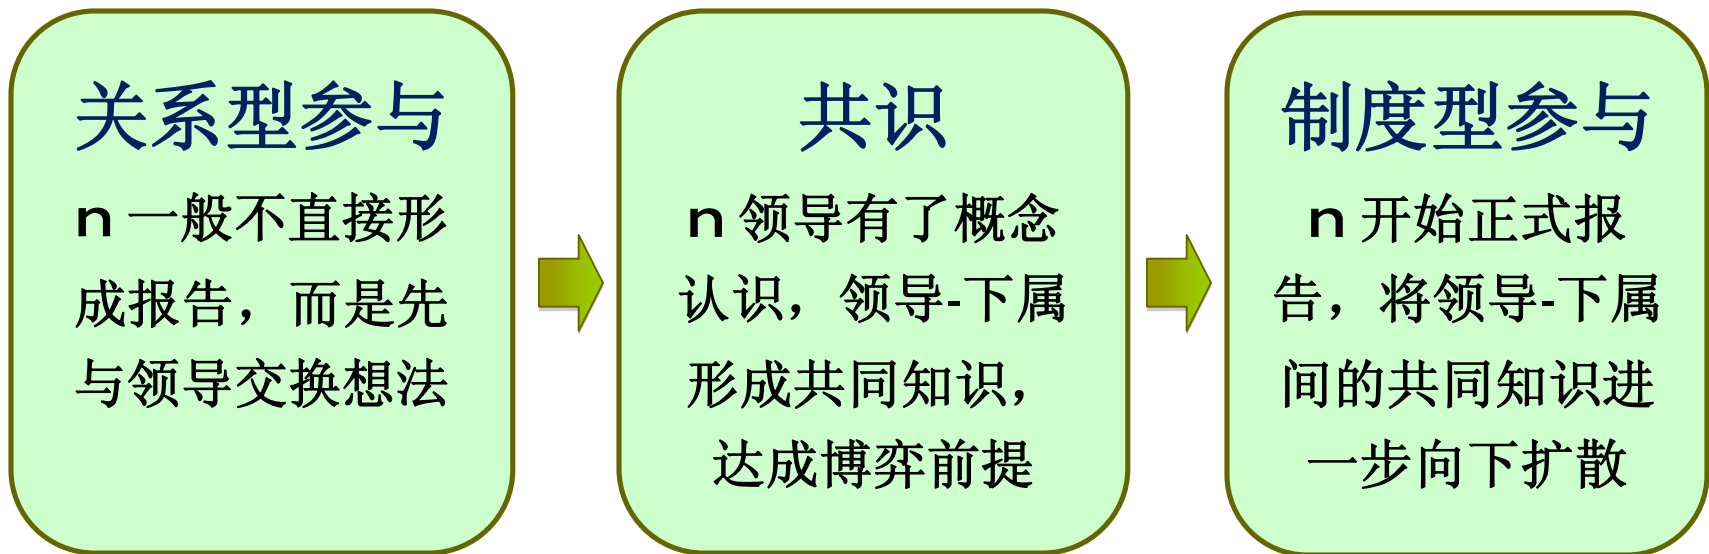 关系型参与
n 一般不直接形
成报告，而是先
与领导交换想法
共识
n 领导有了概念
认识，领导-下属
形成共同知识，
达成博弈前提
制度型参与
n 开始正式报
告，将领导-下属
间的共同知识进
一步向下扩散